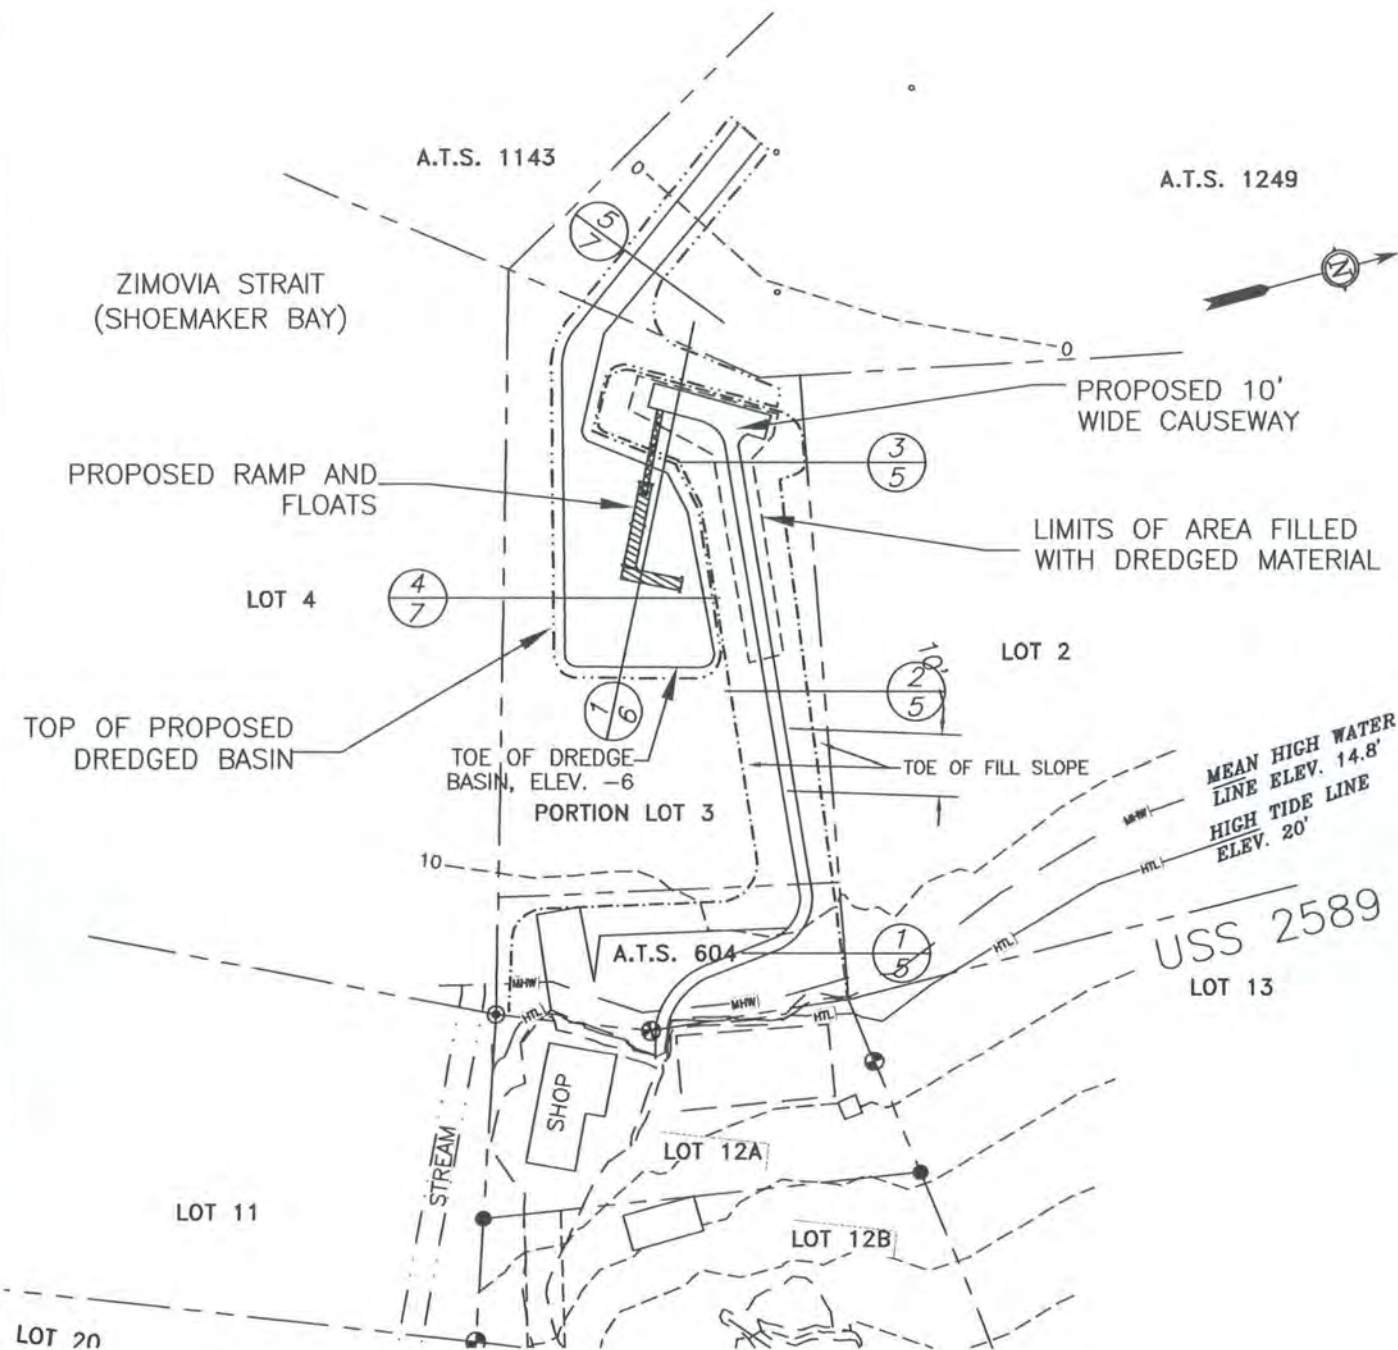 A.T.S. 1143
A.T.S. 1249
0
5
7
N
ZIMOVIA STRAIT
(SHOEMAKER BAY)
0
PROPOSED 10'
WIDE CAUSEWAY
3
5
PROPOSED RAMP AND
FLOATS
LIMITS OF AREA FILLED
WITH DREDGED MATERIAL
4
7
LOT 4
LOT 2
10'
2
5
1
6
TOP OF PROPOSED
DREDGED BASIN
TOE OF DREDGE
BASIN, ELEV. -6
TOE OF FILL SLOPE
MEAN HIGH WATER
LINE ELEV. 14.8'
HIGH TIDE LINE
ELEV. 20'
PORTION LOT 3
MHW
HTL
10
USS 2589
A.T.S. 604
1
5
HTL
LOT 13
MHW
MHW
HTL
HTL
SHOP
STREAM
LOT 12A
LOT 11
LOT 12B
LOT 20